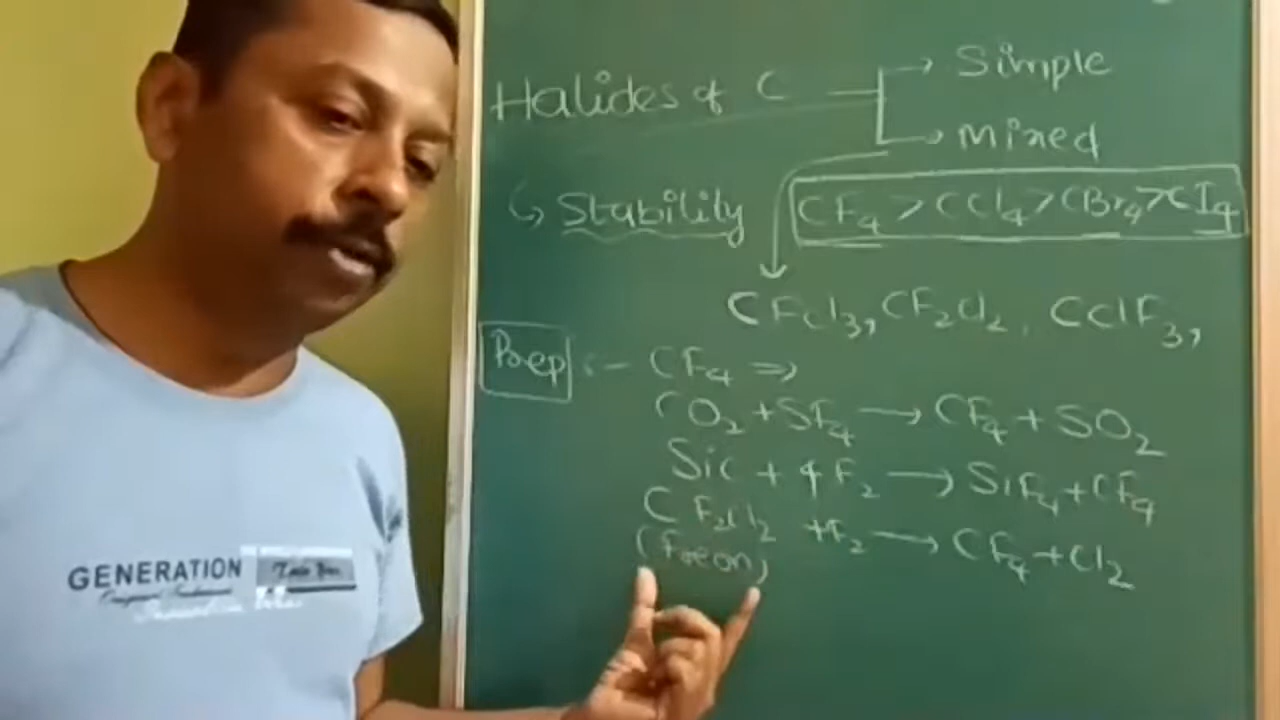 Halides of C → Simple
→ Mixed
↳ Stability CF₄ > CCl₄ > CBr₄ > CI₄
CFCl₃, CF₂Cl₂, CClF₃,
Prep :- CF₄ ⇒
CO₂ + SF₄ → CF₄ + SO₂
SiC + 4F₂ → SiF₄ + CF₄
CF₂Cl₂ + F₂ → CF₄ + Cl₂
(Freon)
GENERATION